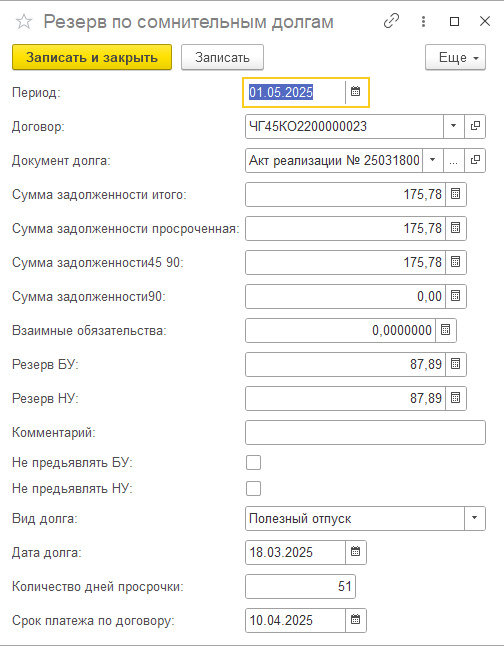 Резерв по сомнительным долгам
Записать и закрыть
Записать
Еще
Период: 01.05.2025
Договор: ЧГ45КО2200000023
Документ долга: Акт реализации № 25031800 ...
Сумма задолженности итого: 175,78
Сумма задолженности просроченная: 175,78
Сумма задолженности45 90: 175,78
Сумма задолженности90: 0,00
Взаимные обязательства: 0,0000000
Резерв БУ: 87,89
Резерв НУ: 87,89
Комментарий:
Не предьявлять БУ:
Не предьявлять НУ:
Вид долга: Полезный отпуск
Дата долга: 18.03.2025
Количество дней просрочки: 51
Срок платежа по договору: 10.04.2025